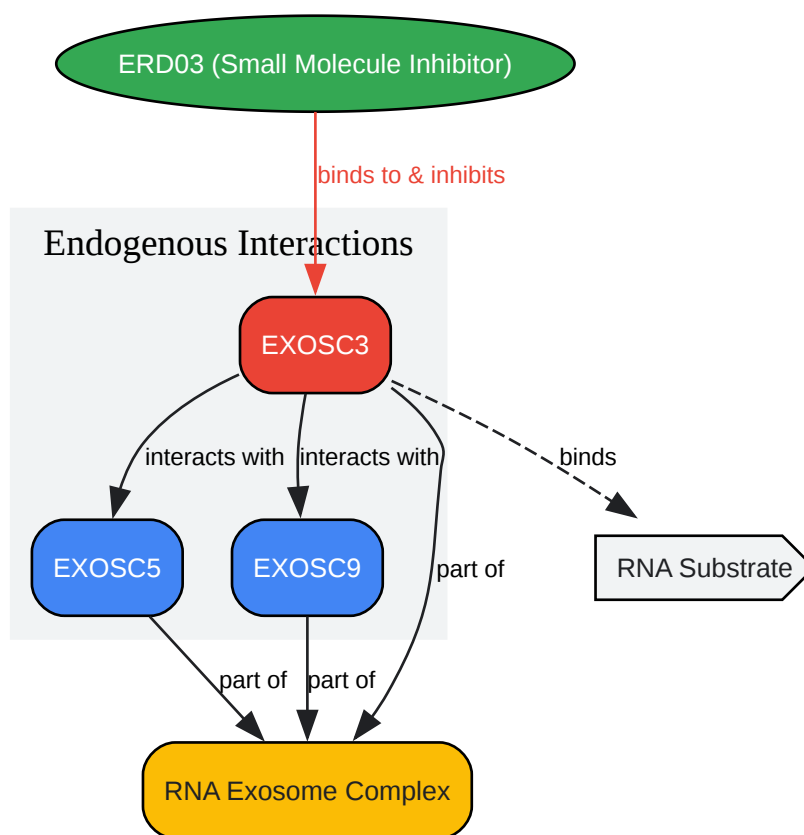 ERD03 (Small Molecule Inhibitor)
binds to & inhibits
Endogenous Interactions
EXOSC3
interacts with
interacts with
binds
EXOSC5
EXOSC9
part of
RNA Substrate
part of
part of
RNA Exosome Complex